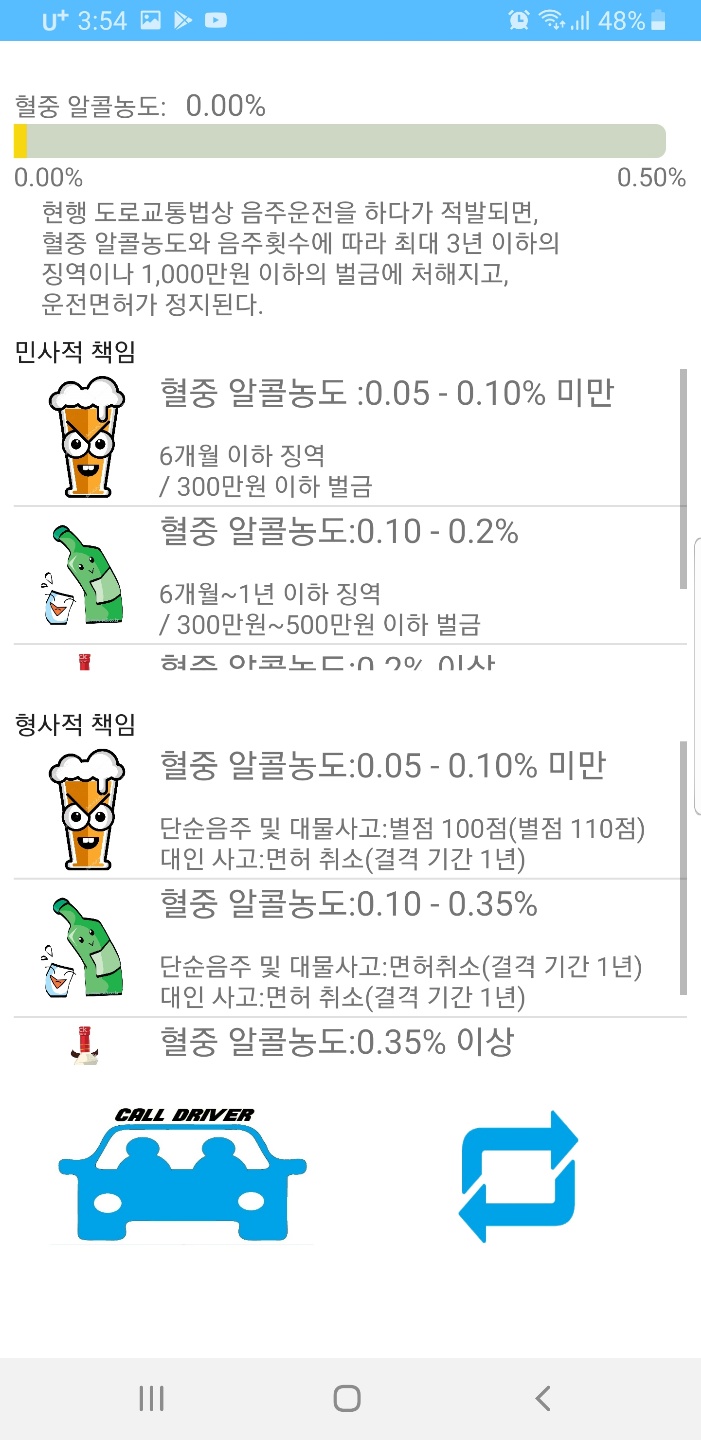 U+ 3:54 48%
혈중 알콜농도: 0.00%
0.00% 0.50%
현행 도로교통법상 음주운전을 하다가 적발되면,
혈중 알콜농도와 음주횟수에 따라 최대 3년 이하의
징역이나 1,000만원 이하의 벌금에 처해지고,
운전면허가 정지된다.
민사적 책임
혈중 알콜농도 :0.05 - 0.10% 미만
6개월 이하 징역
/ 300만원 이하 벌금
혈중 알콜농도:0.10 - 0.2%
6개월~1년 이하 징역
/ 300만원~500만원 이하 벌금
혈중 알콜농도:0.2% 이상
형사적 책임
혈중 알콜농도:0.05 - 0.10% 미만
단순음주 및 대물사고:별점 100점(별점 110점)
대인 사고:면허 취소(결격 기간 1년)
혈중 알콜농도:0.10 - 0.35%
단순음주 및 대물사고:면허취소(결격 기간 1년)
대인 사고:면허 취소(결격 기간 1년)
혈중 알콜농도:0.35% 이상
CALL DRIVER